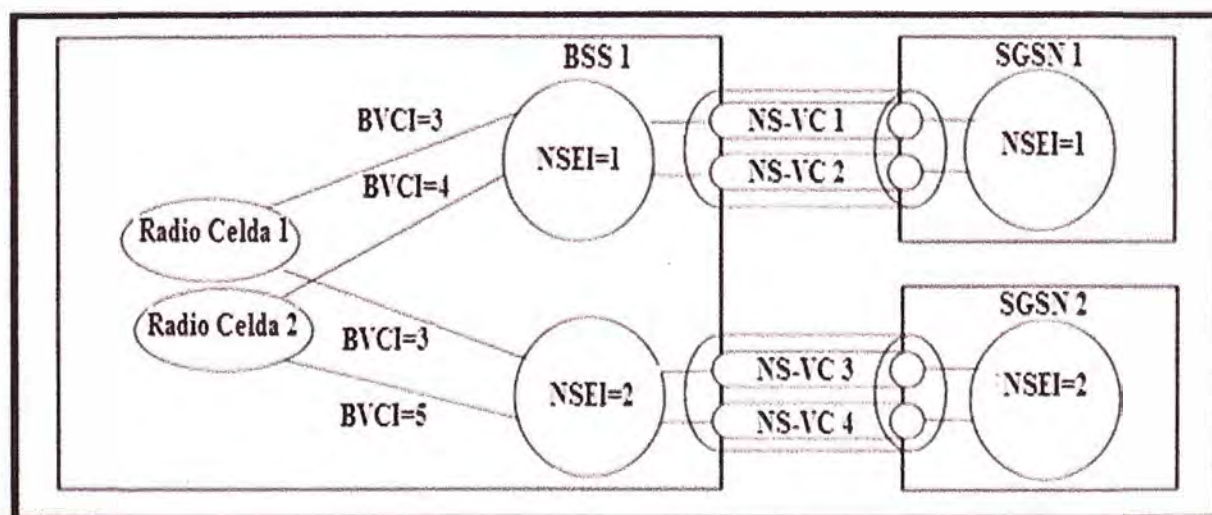 BSS 1
SGSN 1
BVCI=3
NS-VC 1
BVCI=4
NSEI=1
NSEI=1
NS-VC 2
Radio Celda 1
Radio Celda 2
SGSN 2
BVCI=3
NS-VC 3
NSEI=2
NSEI=2
BVCI=5
NS-VC 4